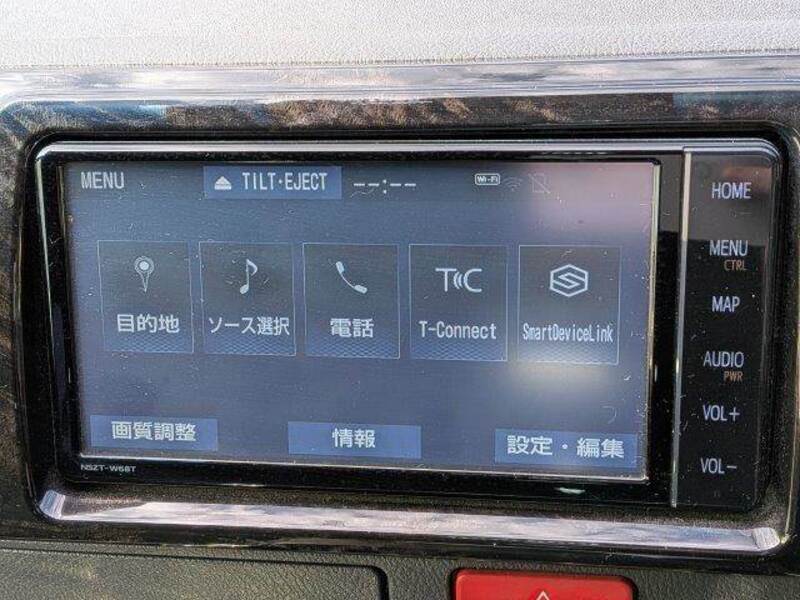 MENU
TILT・EJECT
--:--
Wi-Fi
目的地
ソース選択
電話
TC
T-Connect
SmartDeviceLink
画質調整
情報
設定・編集
NSZT-W68T
HOME
MENU
CTRL
MAP
AUDIO
PWR
VOL+
VOL-